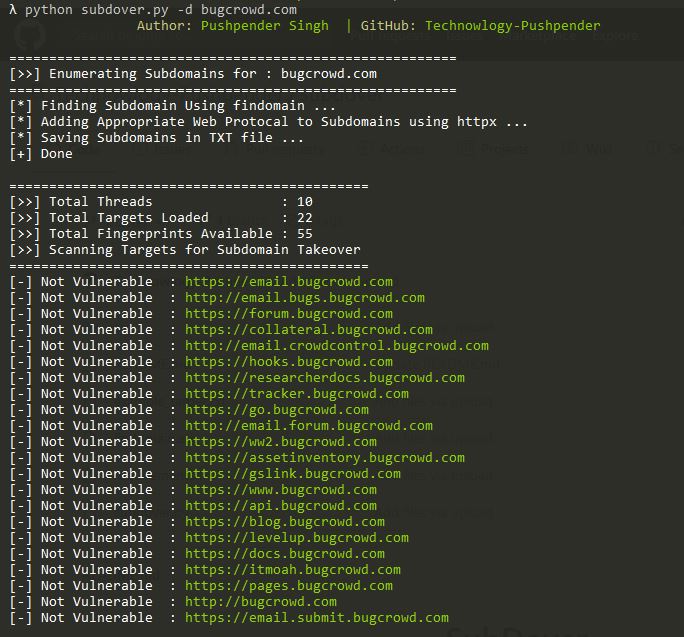 λ python subdover.py -d bugcrowd.com
Author: Pushpender Singh | GitHub: Technowlogy-Pushpender
========================================================
[>>] Enumerating Subdomains for : bugcrowd.com
========================================================
[*] Finding Subdomain Using findomain ...
[*] Adding Appropriate Web Protocal to Subdomains using httpx ...
[*] Saving Subdomains in TXT file ...
[+] Done
=============================================
[>>] Total Threads : 10
[>>] Total Targets Loaded : 22
[>>] Total Fingerprints Available : 55
[>>] Scanning Targets for Subdomain Takeover
=============================================
[-] Not Vulnerable : https://email.bugcrowd.com
[-] Not Vulnerable : http://email.bugs.bugcrowd.com
[-] Not Vulnerable : https://forum.bugcrowd.com
[-] Not Vulnerable : https://collateral.bugcrowd.com
[-] Not Vulnerable : http://email.crowdcontrol.bugcrowd.com
[-] Not Vulnerable : https://hooks.bugcrowd.com
[-] Not Vulnerable : https://researcherdocs.bugcrowd.com
[-] Not Vulnerable : https://tracker.bugcrowd.com
[-] Not Vulnerable : https://go.bugcrowd.com
[-] Not Vulnerable : http://email.forum.bugcrowd.com
[-] Not Vulnerable : https://ww2.bugcrowd.com
[-] Not Vulnerable : https://assetinventory.bugcrowd.com
[-] Not Vulnerable : https://gslink.bugcrowd.com
[-] Not Vulnerable : https://www.bugcrowd.com
[-] Not Vulnerable : https://api.bugcrowd.com
[-] Not Vulnerable : https://blog.bugcrowd.com
[-] Not Vulnerable : https://levelup.bugcrowd.com
[-] Not Vulnerable : https://docs.bugcrowd.com
[-] Not Vulnerable : https://itmoah.bugcrowd.com
[-] Not Vulnerable : https://pages.bugcrowd.com
[-] Not Vulnerable : http://bugcrowd.com
[-] Not Vulnerable : https://email.submit.bugcrowd.com